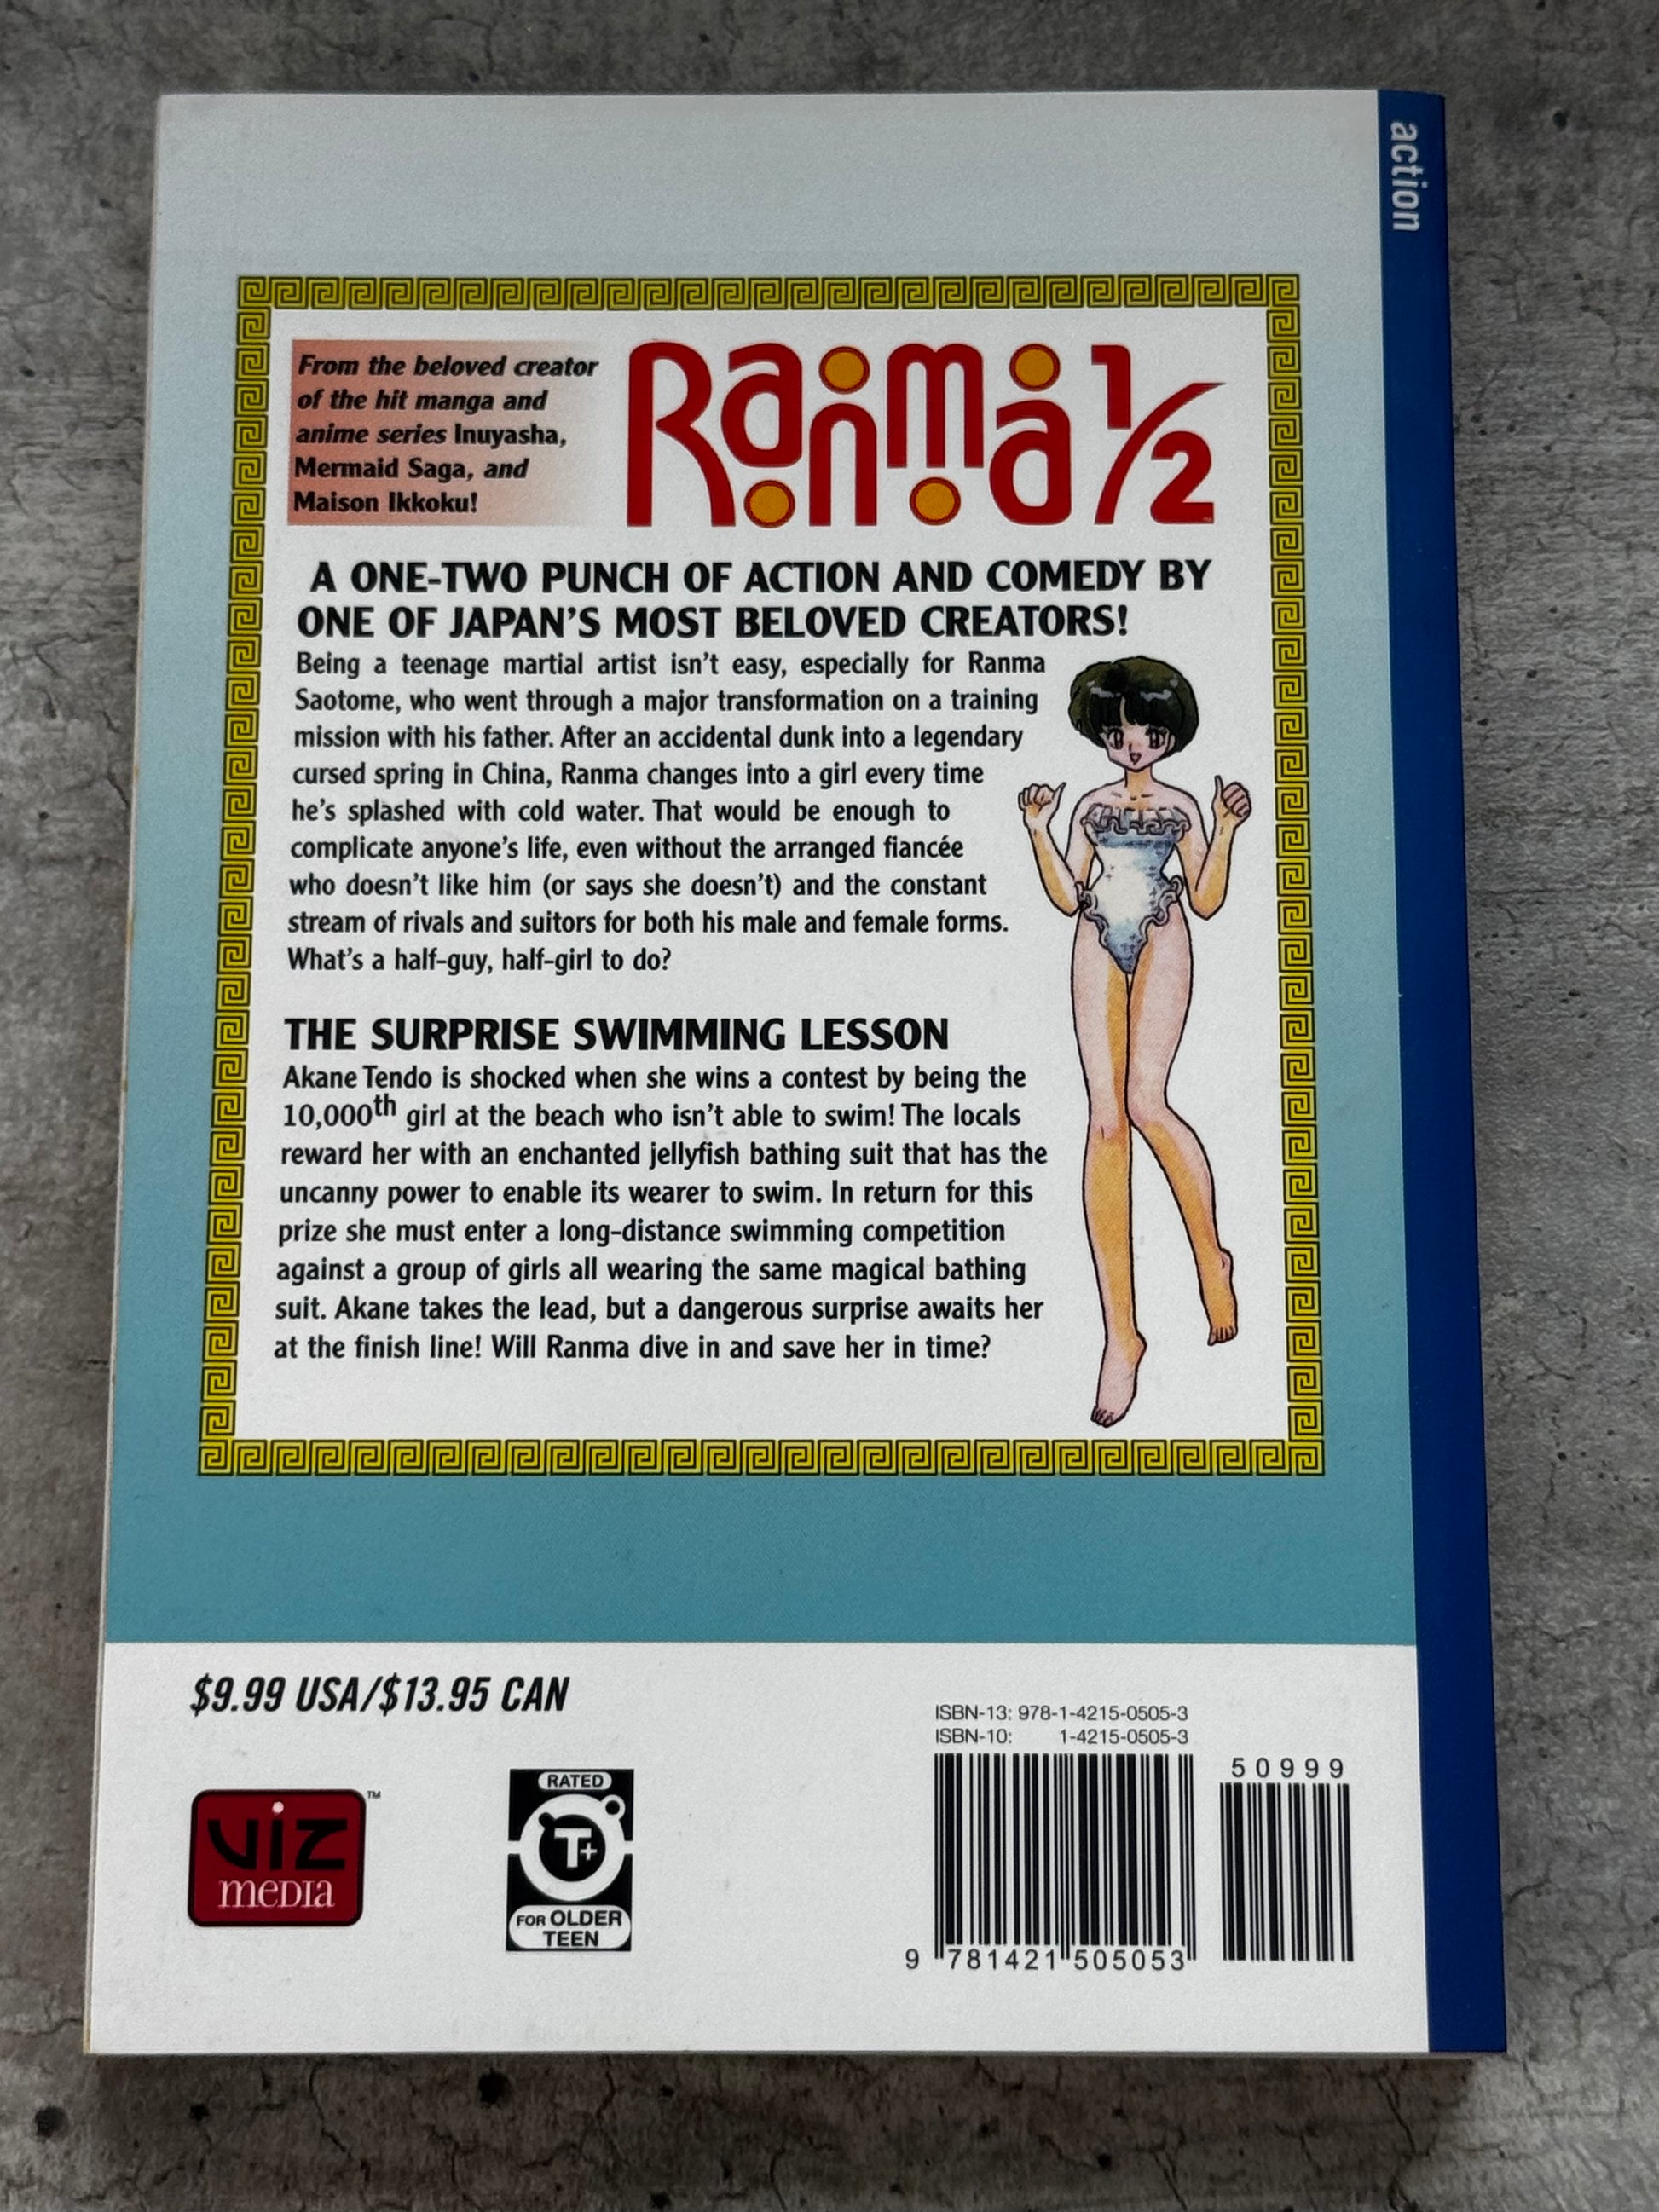 action
From the beloved creator
of the hit manga and
anime series Inuyasha,
Mermaid Saga, and
Maison Ikkoku!
Ranma 1/2
A ONE-TWO PUNCH OF ACTION AND COMEDY BY
ONE OF JAPAN'S MOST BELOVED CREATORS!
Being a teenage martial artist isn't easy, especially for Ranma
Saotome, who went through a major transformation on a training
mission with his father. After an accidental dunk into a legendary
cursed spring in China, Ranma changes into a girl every time
he's splashed with cold water. That would be enough to
complicate anyone's life, even without the arranged fiancée
who doesn't like him (or says she doesn't) and the constant
stream of rivals and suitors for both his male and female forms.
What's a half-guy, half-girl to do?
THE SURPRISE SWIMMING LESSON
Akane Tendo is shocked when she wins a contest by being the
10,000th girl at the beach who isn't able to swim! The locals
reward her with an enchanted jellyfish bathing suit that has the
uncanny power to enable its wearer to swim. In return for this
prize she must enter a long-distance swimming competition
against a group of girls all wearing the same magical bathing
suit. Akane takes the lead, but a dangerous surprise awaits her
at the finish line! Will Ranma dive in and save her in time?
$9.99 USA/$13.95 CAN
viz
media
™
RATED
T+
FOR OLDER
TEEN
ISBN-13: 978-1-4215-0505-3
ISBN-10: 1-4215-0505-3
50999
9 781421 505053